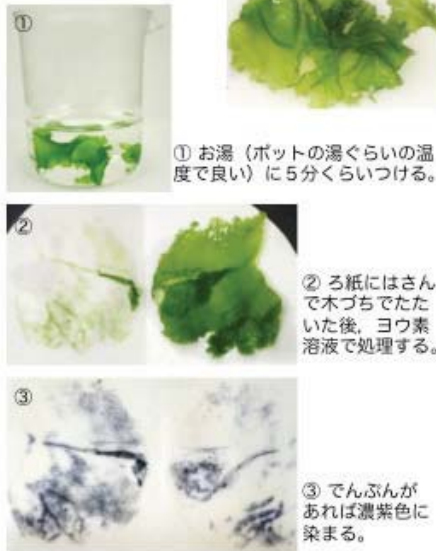 ①
① お湯（ポットの湯ぐらいの温
度で良い）に５分くらいつける。
②
② ろ紙にはさん
で木づちでたた
いた後，ヨウ素
溶液で処理する。
③
③ でんぷんが
あれば濃紫色に
染まる。